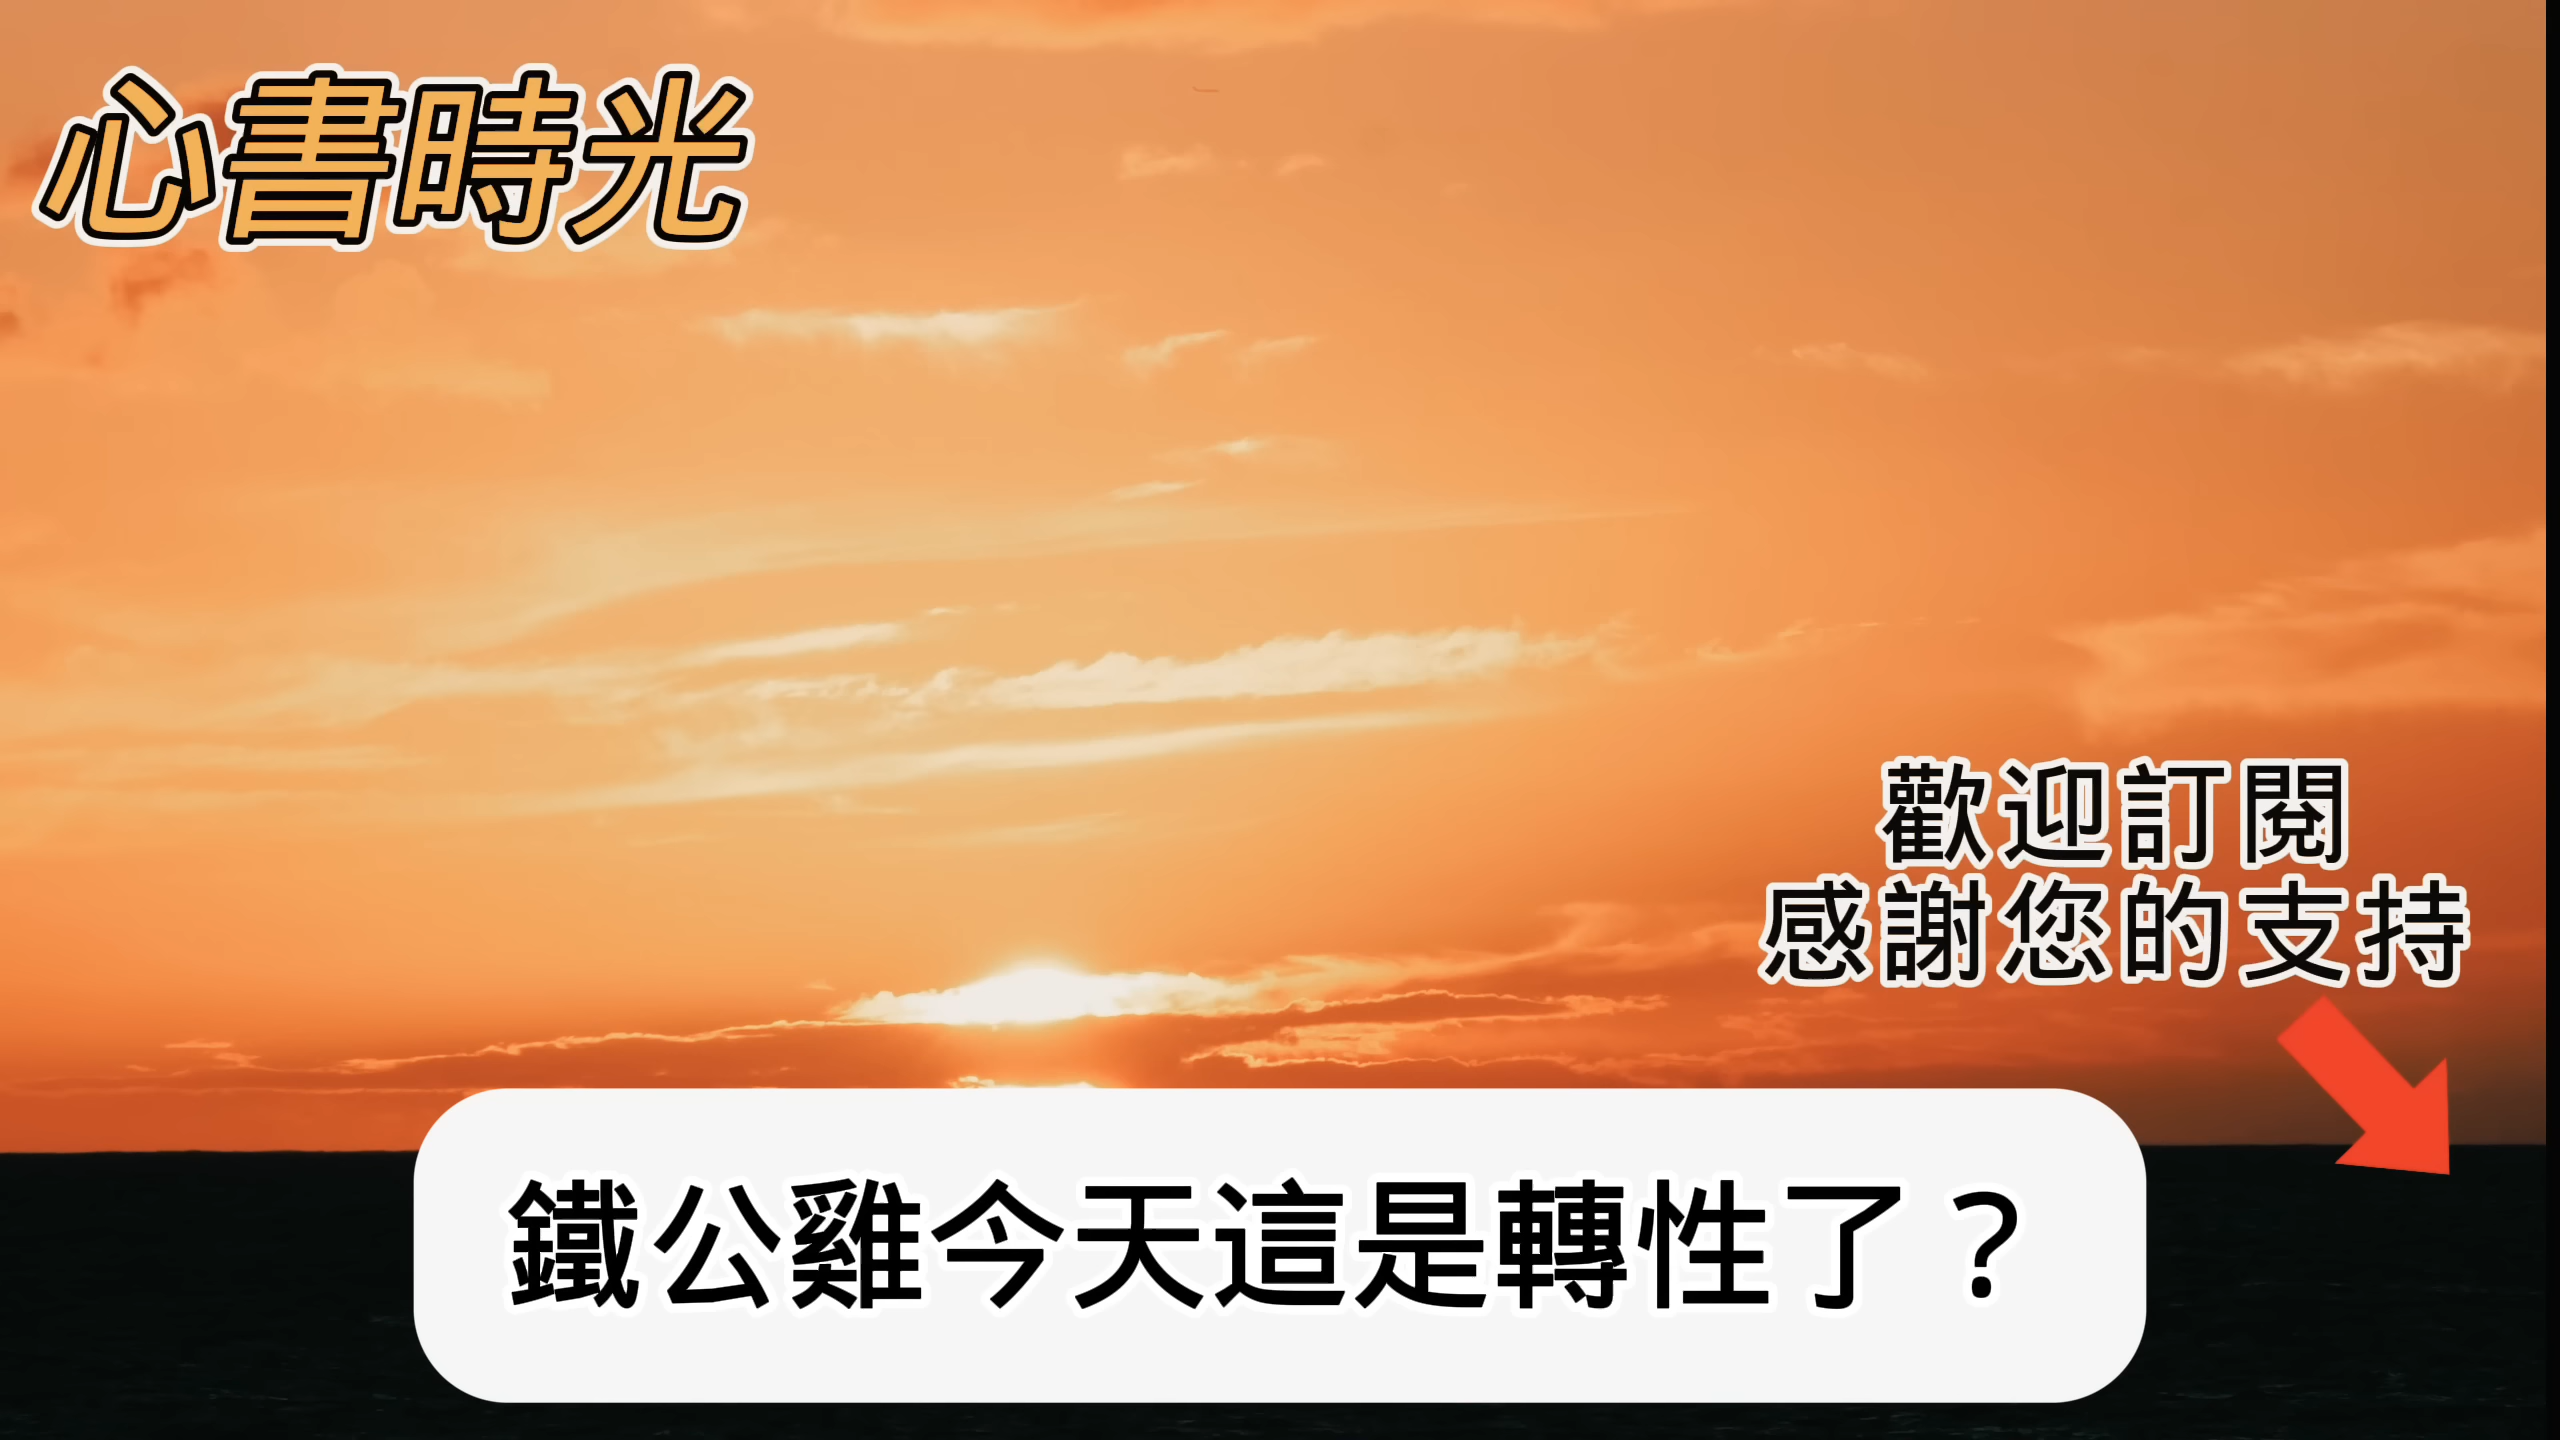 心書時光
歡迎訂閱
感謝您的支持
鐵公雞今天這是轉性了？